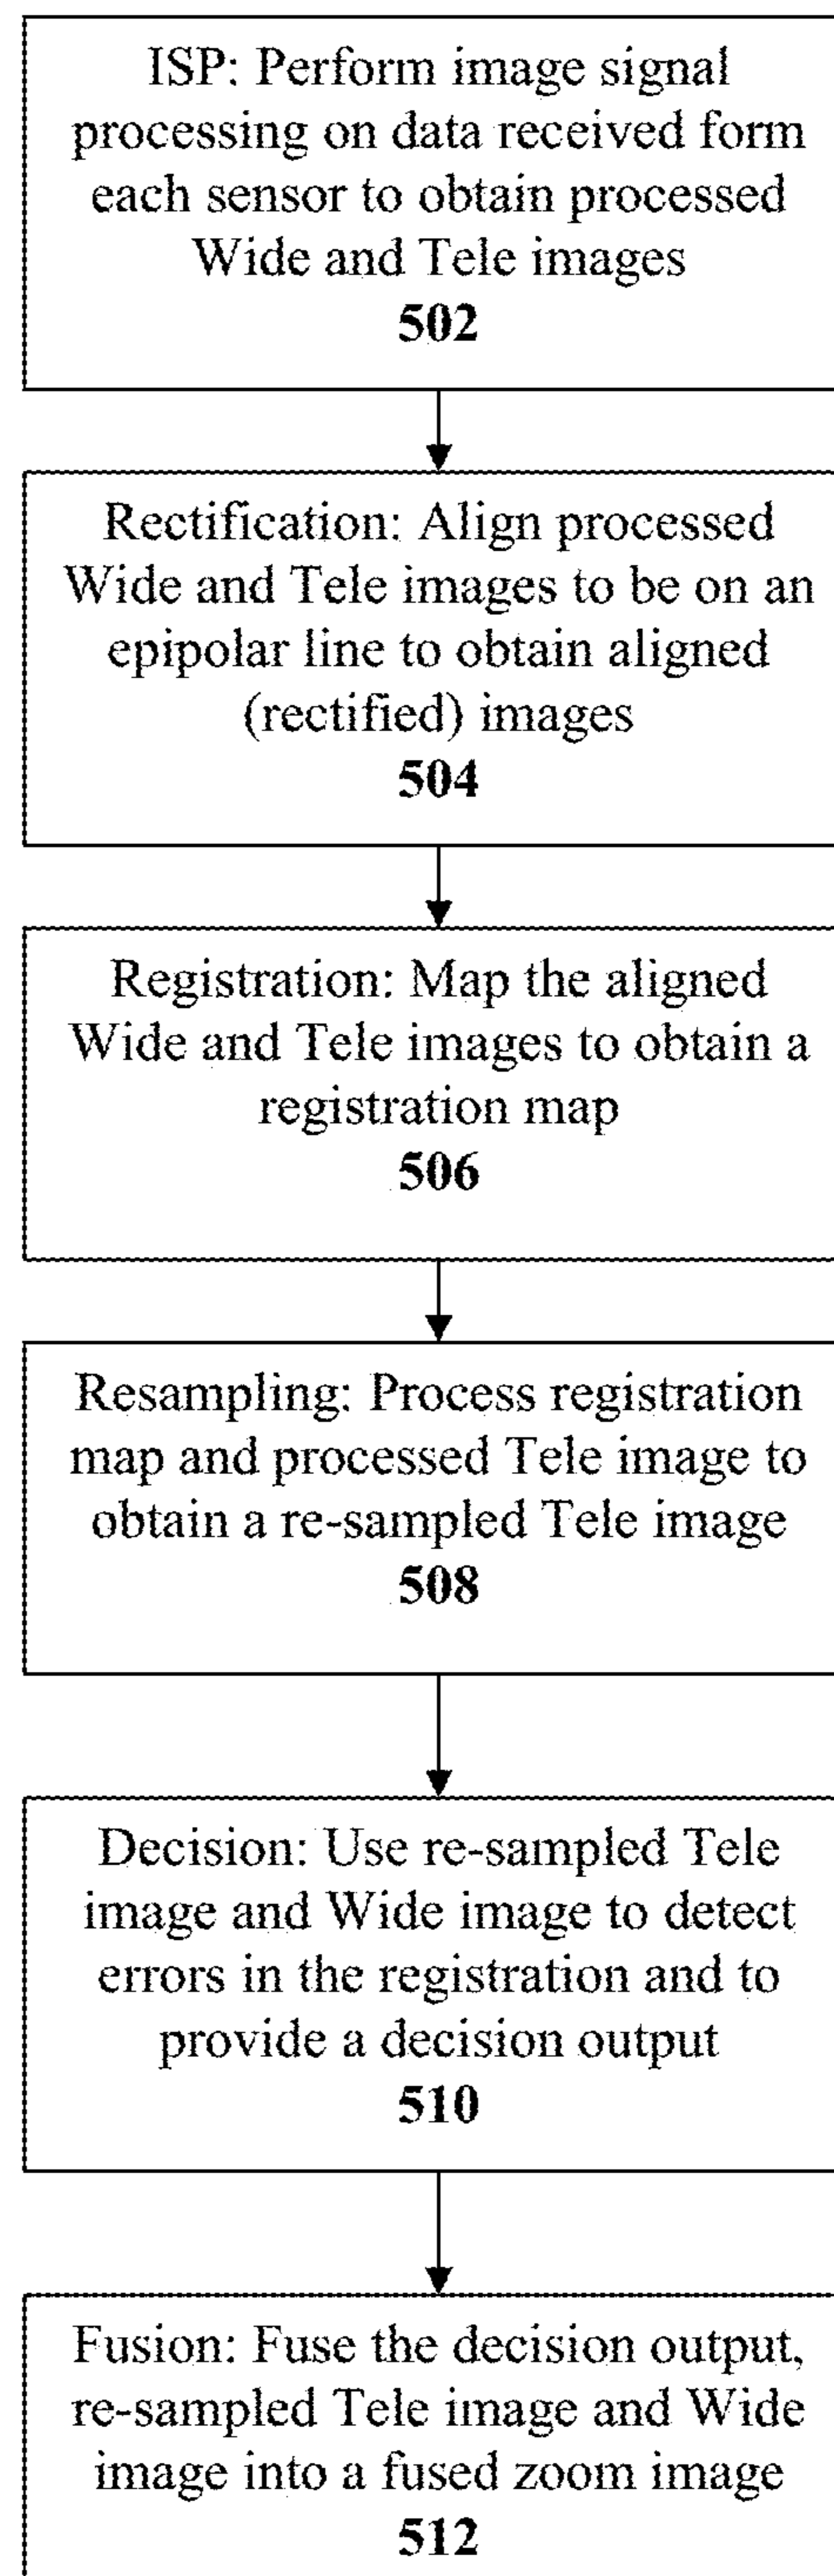 ISP: Perform image signal
processing on data received form
each sensor to obtain processed
Wide and Tele images
502
Rectification: Align processed
Wide and Tele images to be on an
epipolar line to obtain aligned
(rectified) images
504
Registration: Map the aligned
Wide and Tele images to obtain a
registration map
506
Resampling: Process registration
map and processed Tele image to
obtain a re-sampled Tele image
508
Decision: Use re-sampled Tele
image and Wide image to detect
errors in the registration and to
provide a decision output
510
Fusion: Fuse the decision output,
re-sampled Tele image and Wide
image into a fused zoom image
512